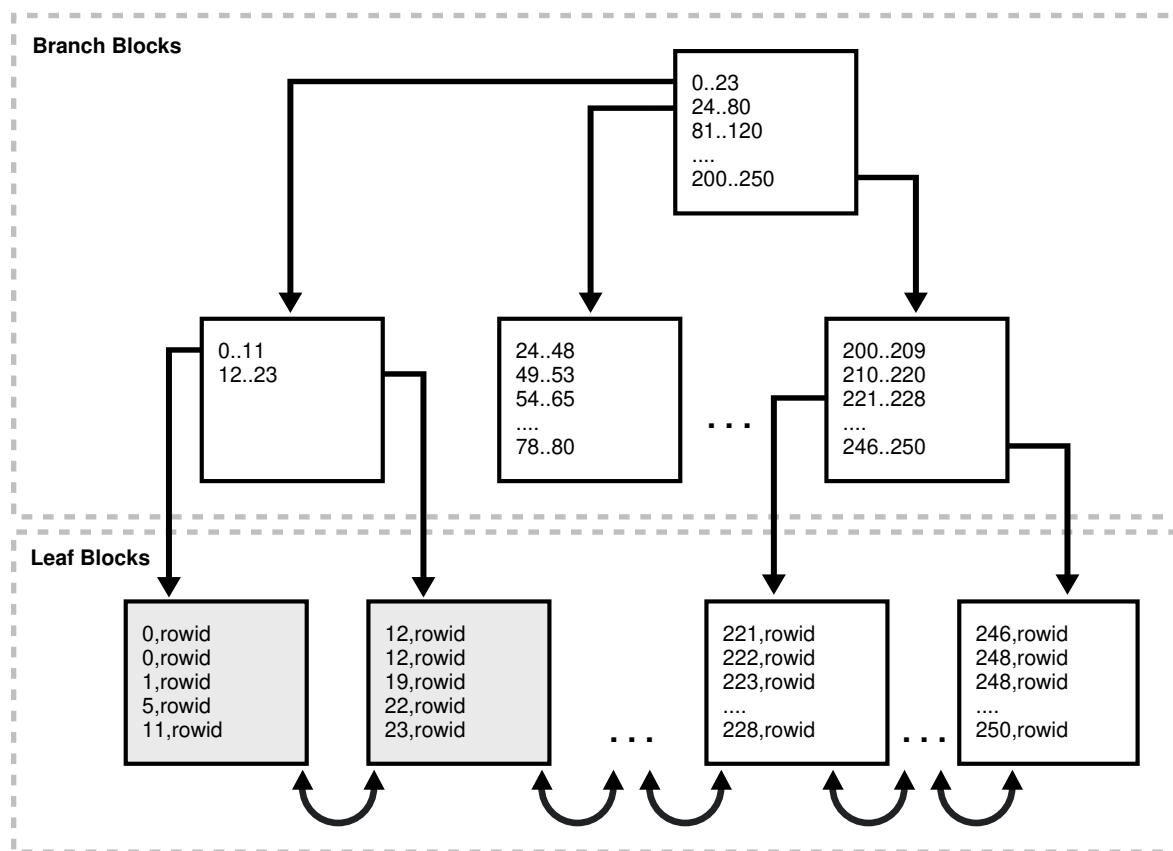 Branch Blocks
0..23
24..80
81..120
....
200..250
0..11
12..23
24..48
49..53
54..65
....
78..80
...
200..209
210..220
221..228
....
246..250
Leaf Blocks
0,rowid
0,rowid
1,rowid
5,rowid
11,rowid
12,rowid
12,rowid
19,rowid
22,rowid
23,rowid
...
221,rowid
222,rowid
223,rowid
....
228,rowid
...
246,rowid
248,rowid
248,rowid
....
250,rowid